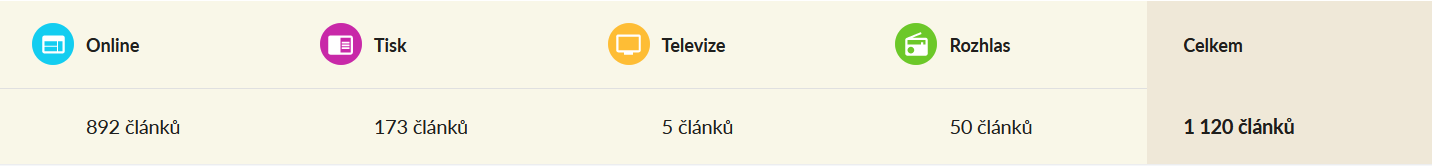 Online Tisk Televize Rozhlas Celkem
892 článků 173 článků 5 článků 50 článků 1 120 článků